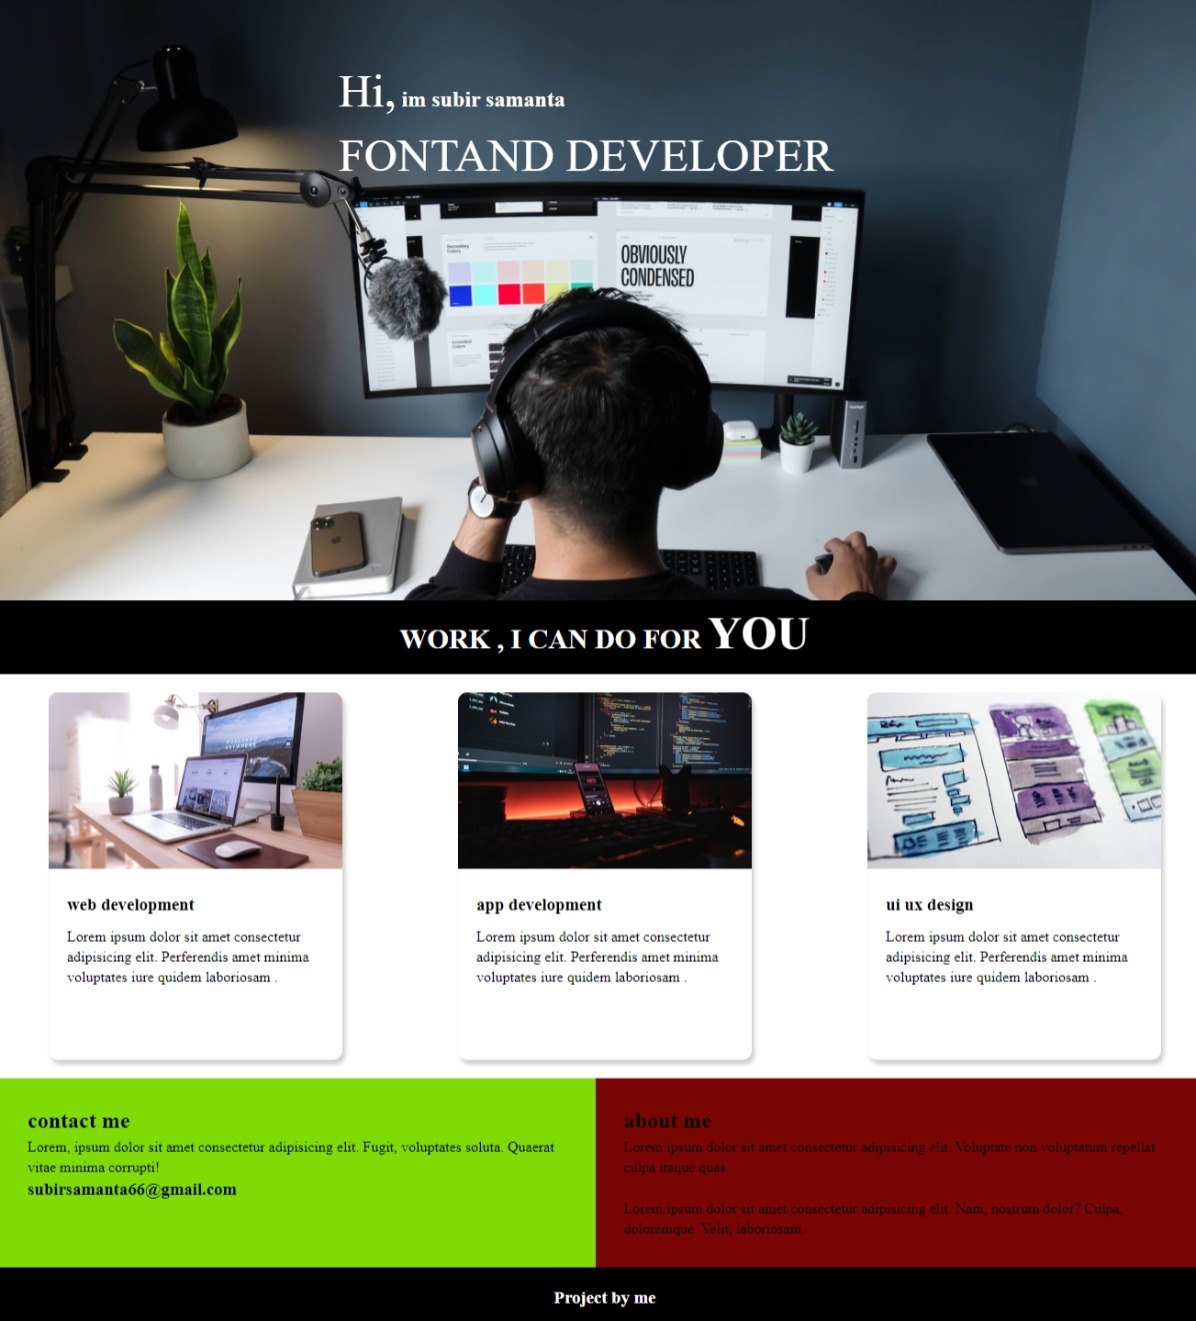 Hi, im subir samanta
FONTAND DEVELOPER
Secondary
Colors
OBVIOUSLY
CONDENSED
Extended
Colors
WORK , I CAN DO FOR YOU
web development
Lorem ipsum dolor sit amet consectetur
adipisicing elit. Perferendis amet minima
voluptates iure quidem laboriosam .
app development
Lorem ipsum dolor sit amet consectetur
adipisicing elit. Perferendis amet minima
voluptates iure quidem laboriosam .
ui ux design
Lorem ipsum dolor sit amet consectetur
adipisicing elit. Perferendis amet minima
voluptates iure quidem laboriosam .
contact me
Lorem, ipsum dolor sit amet consectetur adipisicing elit. Fugit, voluptates soluta. Quaerat
vitae minima corrupti!
subirsamanta66@gmail.com
about me
Lorem ipsum dolor sit amet consectetur adipisicing elit. Voluptate non voluptatum repellat
culpa itaque quas.
Lorem ipsum dolor sit amet consectetur adipisicing elit. Nam, nostrum dolor? Culpa,
doloremque. Velit, laboriosam.
Project by me